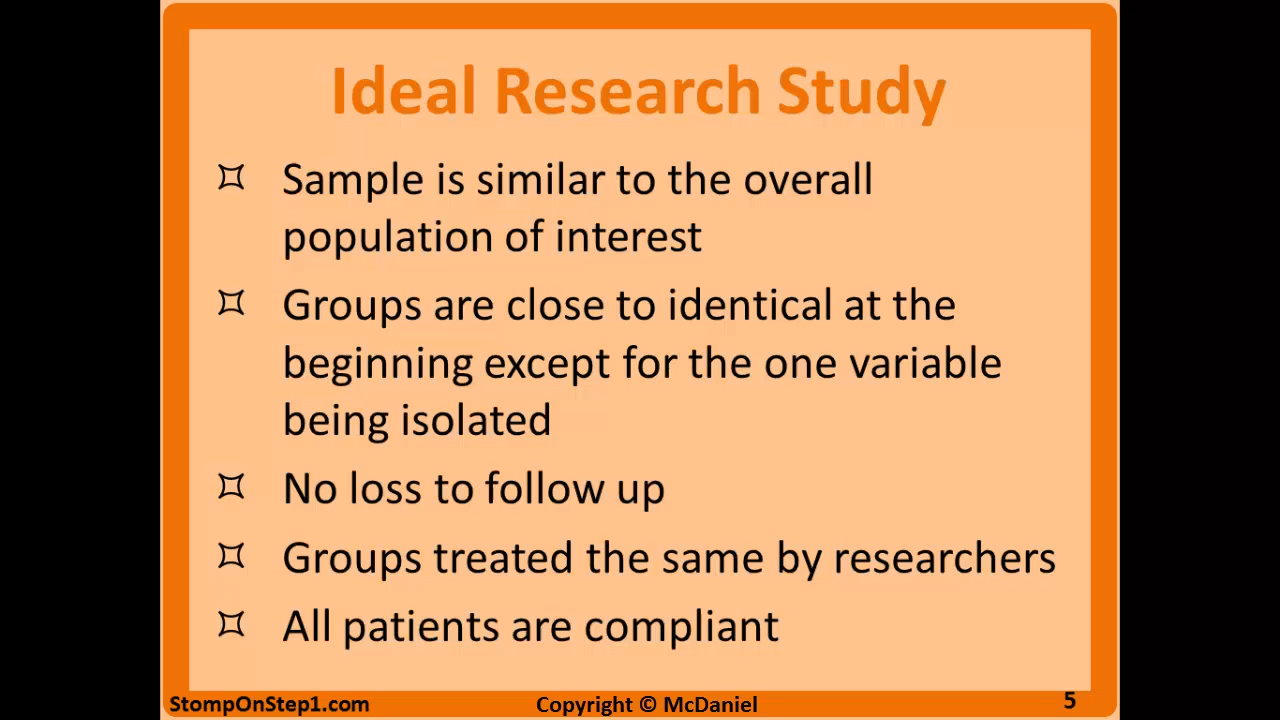 Ideal Research Study
Sample is similar to the overall
population of interest
Groups are close to identical at the
beginning except for the one variable
being isolated
No loss to follow up
Groups treated the same by researchers
All patients are compliant
StompOnStep1.com
Copyright © McDaniel
5